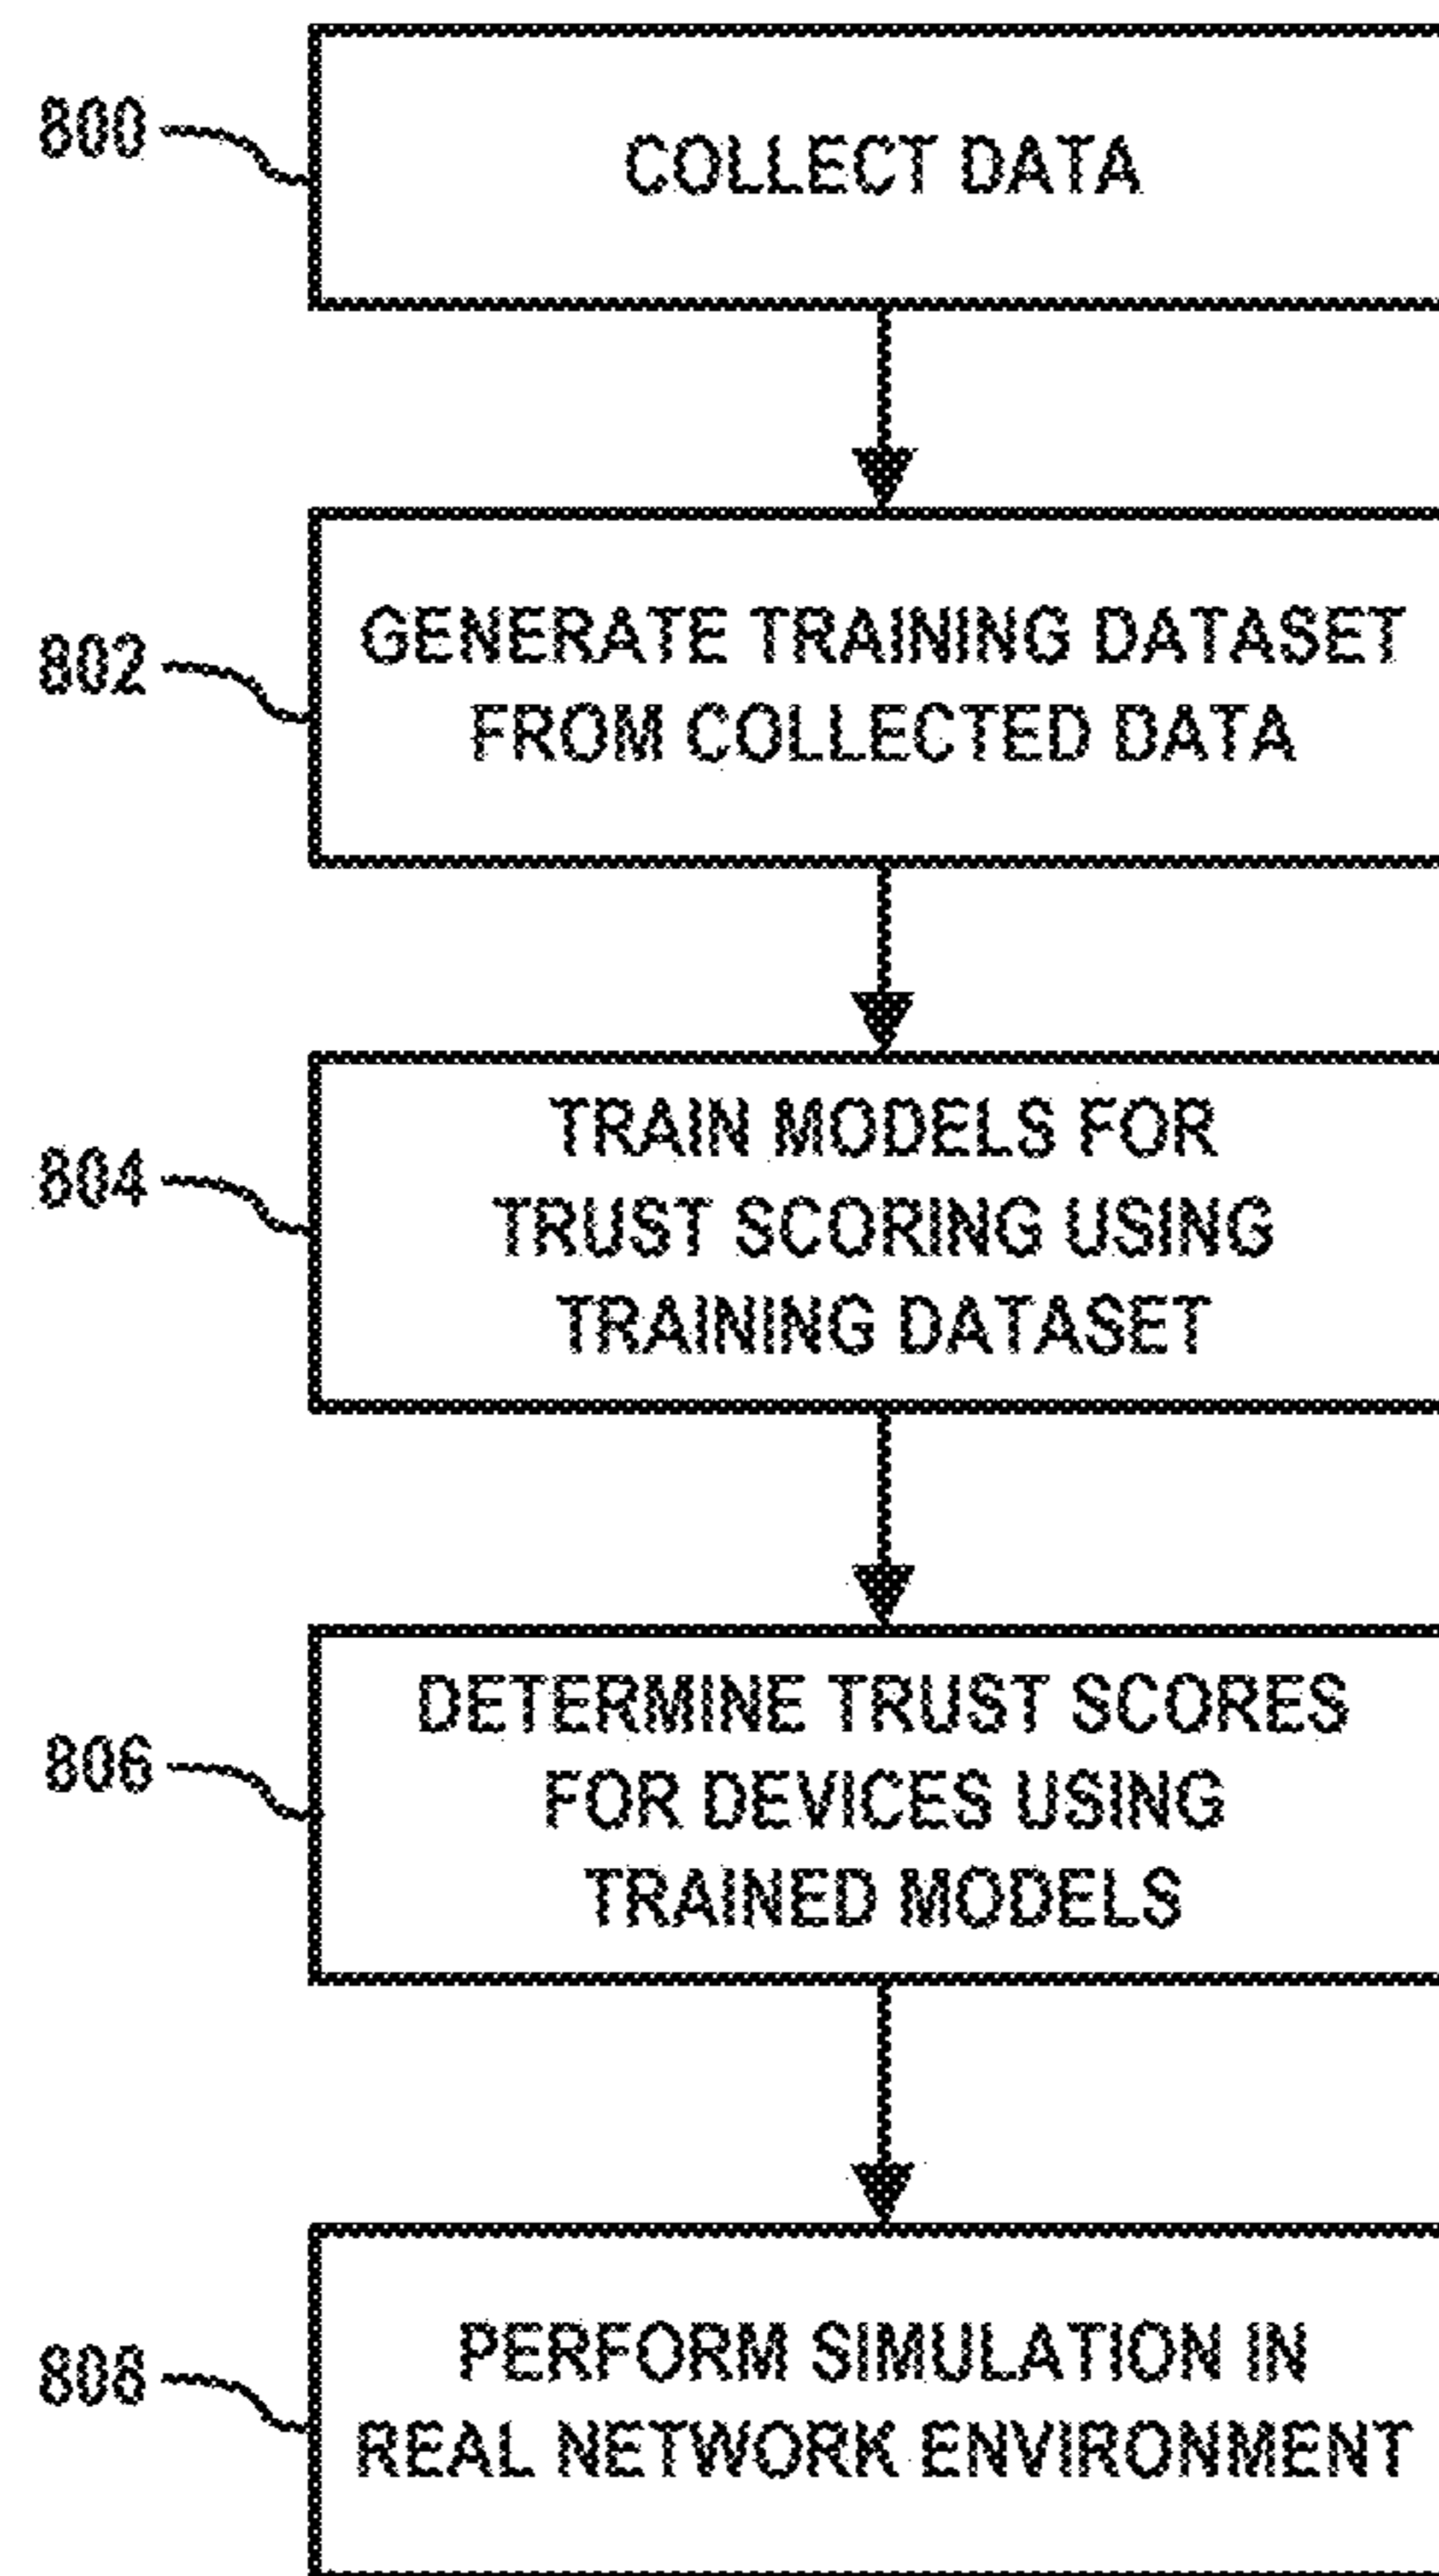 800
COLLECT DATA
802
GENERATE TRAINING DATASET
FROM COLLECTED DATA
804
TRAIN MODELS FOR
TRUST SCORING USING
TRAINING DATASET
806
DETERMINE TRUST SCORES
FOR DEVICES USING
TRAINED MODELS
808
PERFORM SIMULATION IN
REAL NETWORK ENVIRONMENT